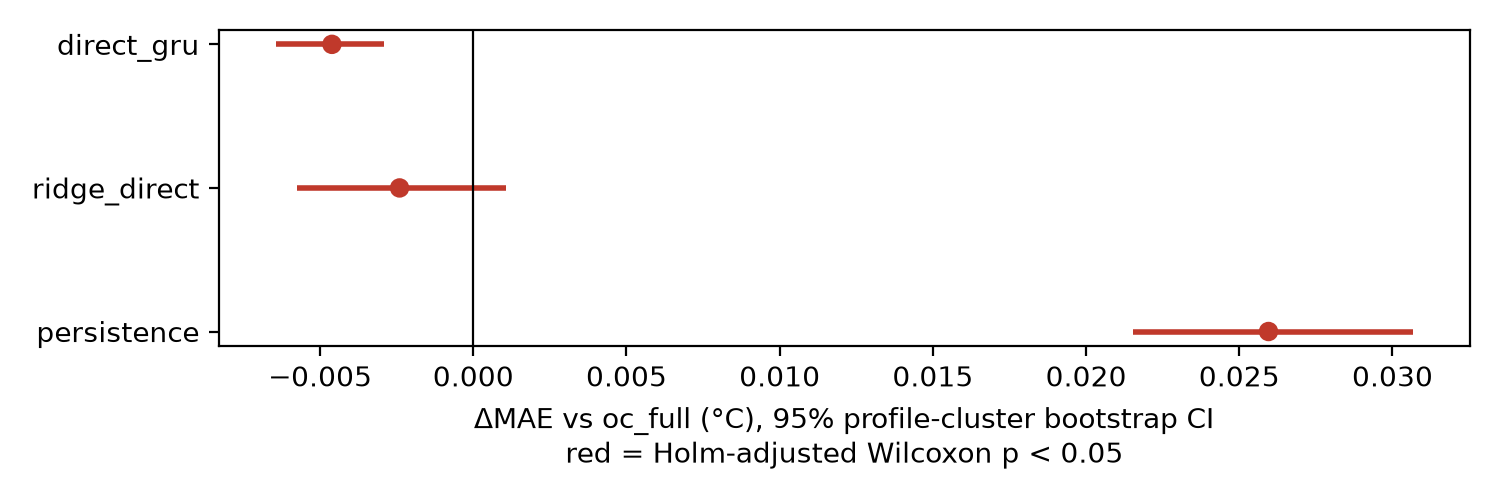 direct_gru
ridge_direct
persistence
−0.005 0.000 0.005 0.010 0.015 0.020 0.025 0.030
ΔMAE vs oc_full (°C), 95% profile-cluster bootstrap CI
red = Holm-adjusted Wilcoxon p < 0.05